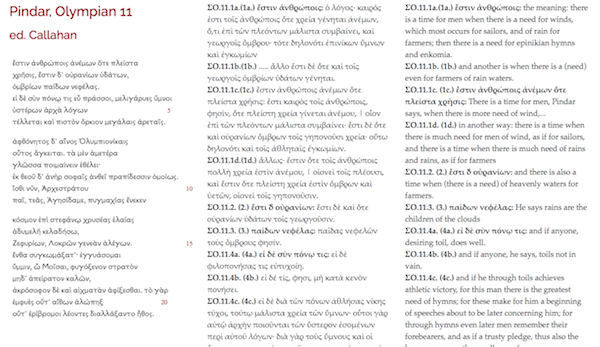 Pindar, Olympian 11
ed. Callahan
ἔστιν ἀνθρώποις ἀνέμων ὅτε πλείστα
χρῆσις, ἔστιν δ' οὐρανίων ὑδάτων,
ὀμβρίων παίδων νεφέλας.
εἰ δὲ σὺν πόνῳ τις εὖ πράσσοι, μελιγάρυες ὕμνοι
ὑστέρων ἀρχὰ λόγων 5
τέλλεται καὶ πιστὸν ὅρκιον μεγάλαις ἀρεταῖς.
ἀφθόνητος δ' αἶνος Ὀλυμπιονίκαις
οὗτος ἄγκειται. τὰ μὲν ἁμετέρα
γλῶσσα ποιμαίνειν ἐθέλει·
ἐκ θεοῦ δ' ἀνὴρ σοφαῖς ἀνθεῖ πραπίδεσσιν ὁμοίως.
ἴσθι νῦν, Ἀρχεστράτου 10
παῖ, τεᾶς, Ἁγησίδαμε, πυγμαχίας ἕνεκεν
κόσμον ἐπὶ στεφάνῳ χρυσέας ἐλαίας
ἁδυμελῆ κελαδήσω,
Ζεφυρίων, Λοκρῶν γενεὰν ἀλέγων. 15
ἔνθα συγκωμάξατ'· ἐγγυάσομαι
ὔμμιν, ὦ Μοῖσαι, φυγόξενον στρατὸν
μηδ' ἀπείρατον καλῶν,
ἀκρόσοφον δὲ καὶ αἰχματὰν ἀφίξεσθαι. τὸ γὰρ
ἐμφυὲς οὔτ' αἴθων ἀλώπηξ 20
οὔτ' ἐρίβρομοι λέοντες διαλλάξαντο ἦθος.
ΣΟ.11.1a.(1a.) ἔστιν ἀνθρώποις: ὁ λόγος· καιρός
ἐστι τοῖς ἀνθρώποις ὅτε χρεία γίνεται ἀνέμων,
ὅ,τι ἐπὶ τῶν πλεόντων μάλιστα συμβαίνει, καὶ
γεωργοῖς ὄμβρου· τότε δηλονότι ἐπινίκων ὕμνων
καὶ ἐγκωμίων
ΣΟ.11.1b.(1b.) ..... ἄλλο ἔστι δὲ ὅτε καὶ τοῖς
γεωργοῖς ὀμβρίων ὑδάτων γένηται.
ΣΟ.11.1c.(1c.) ἔστιν ἀνθρώποις ἀνέμων ὅτε
πλείστα χρῆσις: ἔστι καιρὸς τοῖς ἀνθρώποις,
φησίν, ὅτε πλείστη χρεία γίνεται ἀνέμου, | οἷον
ἐπὶ τῶν πλεόντων μάλιστα συμβαίνει· ἔστι δὲ ὅτε
καὶ οὐρανίων ὑδάτων τοῖς γηπονοῦσι χρεία· οὕτω
δηλονότι καὶ τοῖς ἀθληταῖς ἐγκωμίων.
ΣΟ.11.1d.(1d.) ἄλλως· ἔστιν ὅτε τοῖς ἀνθρώποις
πολλὴ χρεία ἐστὶν ἀνέμου, | οἱονεὶ τοῖς πλέουσι,
καὶ ἔστιν ὅτε πλείστη χρεία ἐστὶν ὄμβρων καὶ
ὑετῶν, οἱονεὶ τοῖς γηπονοῦσιν.
ΣΟ.11.2. (2.) ἔστι δ οὐρανίων: ἔστι δὲ καὶ ὅτε
οὐρανίων ὑδάτων τοῖς γεωργοῦσιν.
ΣΟ.11.3. (3.) παίδων νεφέλας: παῖδας νεφελῶν
τοὺς ὄμβρους φησιν.
ΣΟ.11.4a. (4a.) εἰ δὲ σὺν πόνῳ τις: εἰ δὲ
φιλοπονήσας τις εὐτυχοίη.
ΣΟ.11.4b. (4b.) εἰ δέ τίς, φησι, μὴ κατὰ κενὸν
πονήσει.
ΣΟ.11.4c. (4c.) εἰ δὲ διὰ τῶν πόνων ἀθλήσας νίκης
τύχοι, τούτῳ μάλιστα χρεία τῶν ὕμνων· οὗτοι γὰρ
αὐτῷ ἀρχὴ ποιοῦνται τῶν ὕστερον ἐσομένων
περὶ αὐτοῦ λόγων· διὰ γὰρ τοὺς ὕμνους καὶ οἱ
ΣΟ.11.1a.(1a.) ἔστιν ἀνθρώποις: the meaning: there
is a time for men when there is a need for winds,
which most occurs for sailors, and of rain for
farmers; then there is a need for epinikian hymns
and enkomia.
ΣΟ.11.1b. (1b.) and another when there is a (need)
even for farmers of rain waters.
ΣΟ.11.1c.(1c.) ἔστιν ἀνθρώποις ἀνέμων ὅτε
πλείστα χρῆσις: There is a time for men, Pindar
says, when there is more need of wind,...
ΣΟ.11.1d. (1d.) in another way: there is a time when
there is much need for men of wind, as if for sailors,
and there is a time when there is much need of rains
and rains, as if for farmers
ΣΟ.11.2. (2.) ἔστι δ οὐρανίων: and there is also a
time when (there is a need) of heavenly waters for
farmers.
ΣΟ.11.3. (3.) παίδων νεφέλας: He says rains are the
children of the clouds
ΣΟ.11.4a. (4a.) εἰ δὲ σὺν πόνῳ τις: and if anyone,
desiring toil, does well.
ΣΟ.11.4b. (4b.) and if anyone, he says, toils not in
vain.
ΣΟ.11.4c. (4c.) and if he through toils achieves
athletic victory, for this man there is the greatest
need of hymns; for these make for him a beginning
of speeches about to be later concerning him; for
through hymns even later men remember their
forebearers, and as if a trusty pledge, thus also the